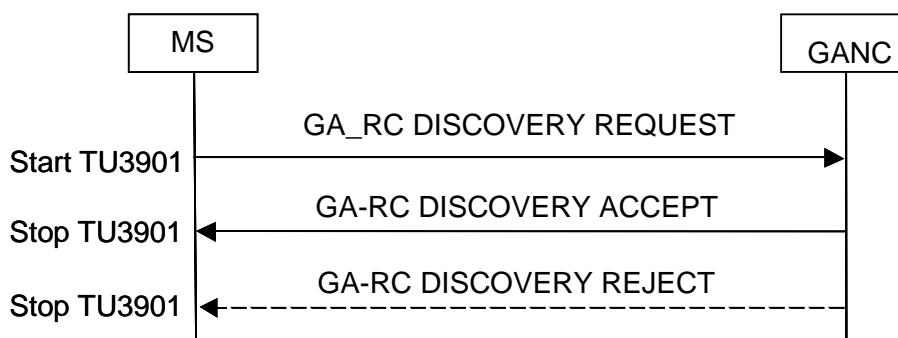 MS
GANC
GA_RC DISCOVERY REQUEST
Start TU3901
GA-RC DISCOVERY ACCEPT
Stop TU3901
GA-RC DISCOVERY REJECT
Stop TU3901